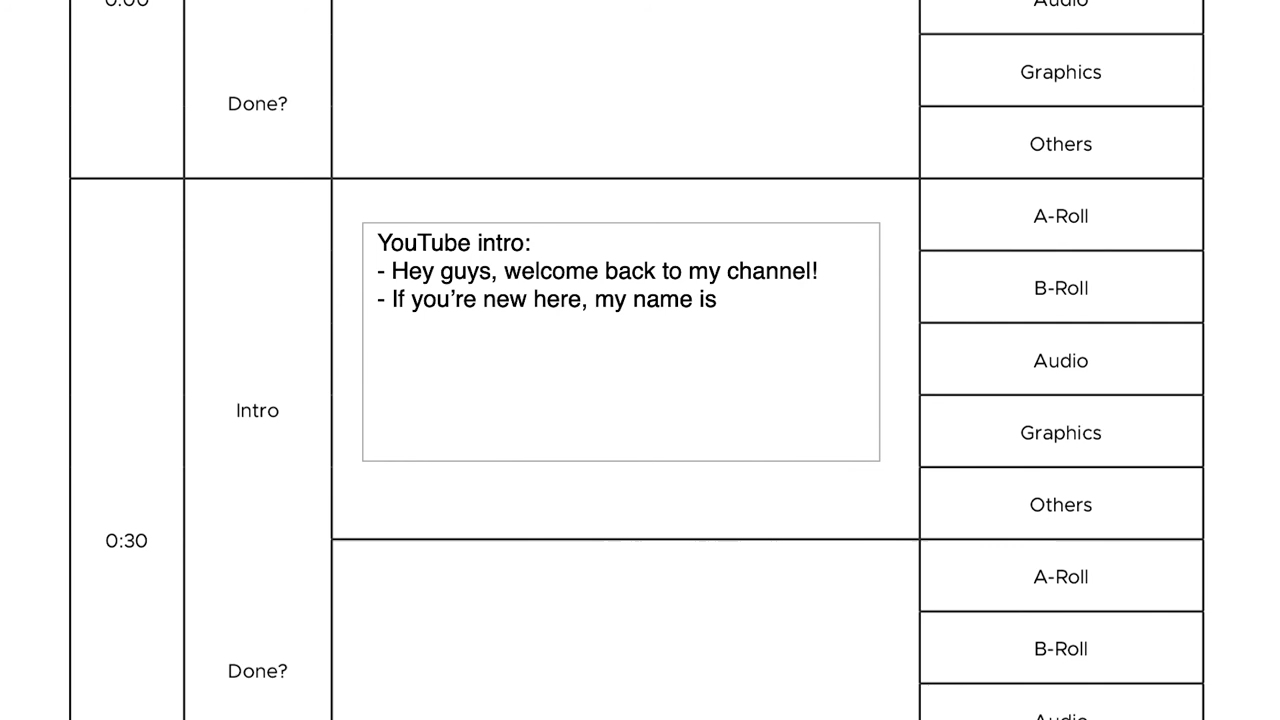 0:00
Audio
Graphics
Done?
Others
A-Roll
YouTube intro:
- Hey guys, welcome back to my channel!
- If you’re new here, my name is
B-Roll
Audio
Intro
Graphics
Others
0:30
A-Roll
B-Roll
Done?
Audio